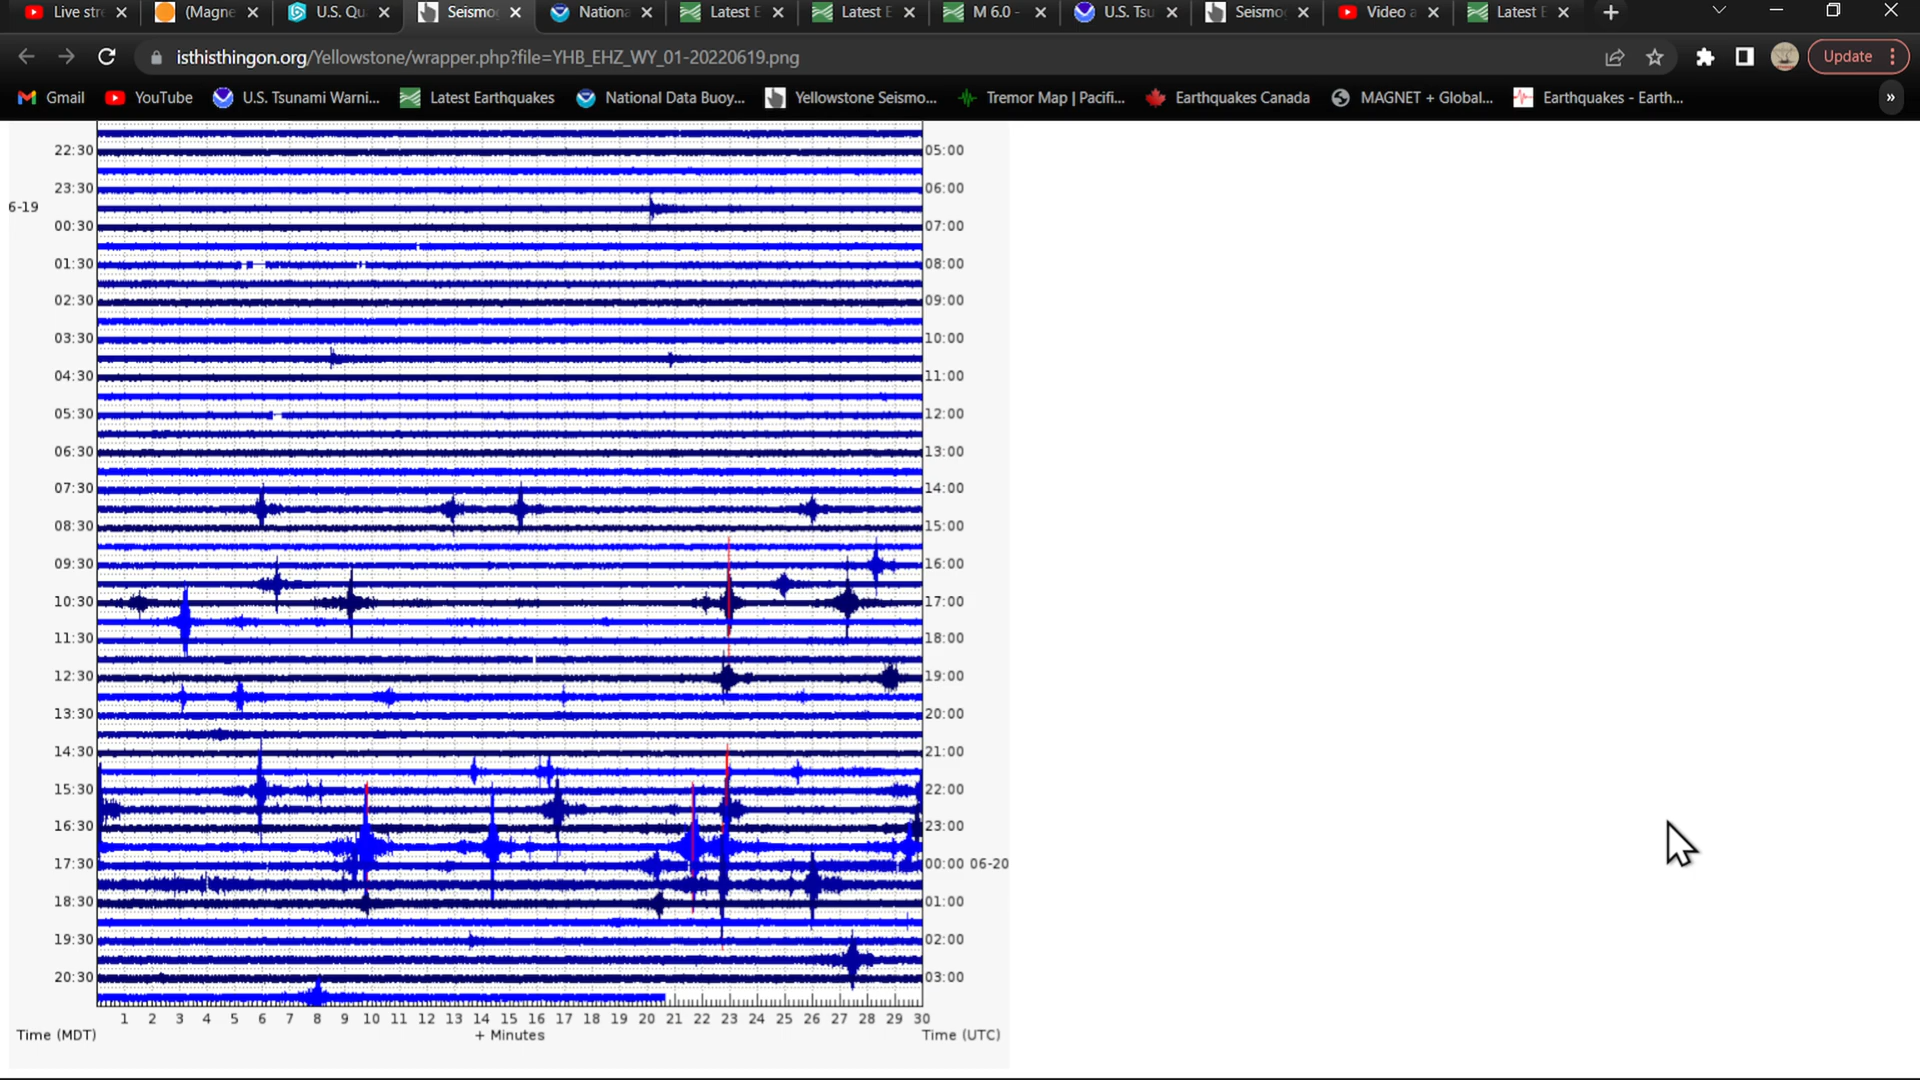 Live str
(Magne
U.S. Qu
Seismo
Nationa
Latest E
Latest E
M 6.0 -
U.S. Tsu
Seismo
Video a
Latest E
isthisthingon.org/Yellowstone/wrapper.php?file=YHB_EHZ_WY_01-20220619.png
Update
Gmail
YouTube
U.S. Tsunami Warni...
Latest Earthquakes
National Data Buoy...
Yellowstone Seismo...
Tremor Map | Pacifi...
Earthquakes Canada
MAGNET + Global...
Earthquakes - Earth...
»
22:30 05:00
23:30 06:00
6-19
00:30 07:00
01:30 08:00
02:30 09:00
03:30 10:00
04:30 11:00
05:30 12:00
06:30 13:00
07:30 14:00
08:30 15:00
09:30 16:00
10:30 17:00
11:30 18:00
12:30 19:00
13:30 20:00
14:30 21:00
15:30 22:00
16:30 23:00
17:30 00:00 06-20
18:30 01:00
19:30 02:00
20:30 03:00
1 2 3 4 5 6 7 8 9 10 11 12 13 14 15 16 17 18 19 20 21 22 23 24 25 26 27 28 29 30
Time (MDT) + Minutes Time (UTC)